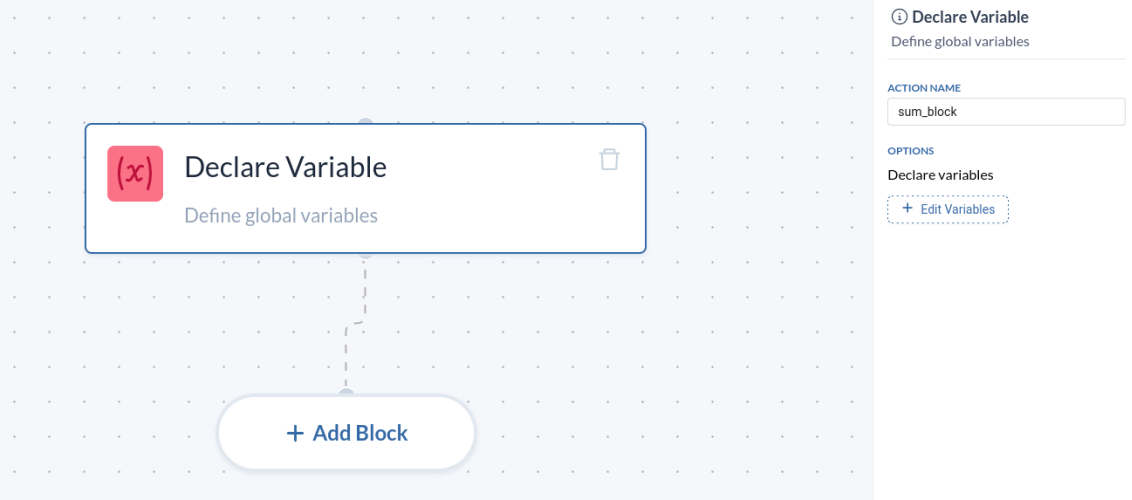 (x) Declare Variable
Define global variables
+ Add Block
Declare Variable
Define global variables
ACTION NAME
sum_block
OPTIONS
Declare variables
+ Edit Variables